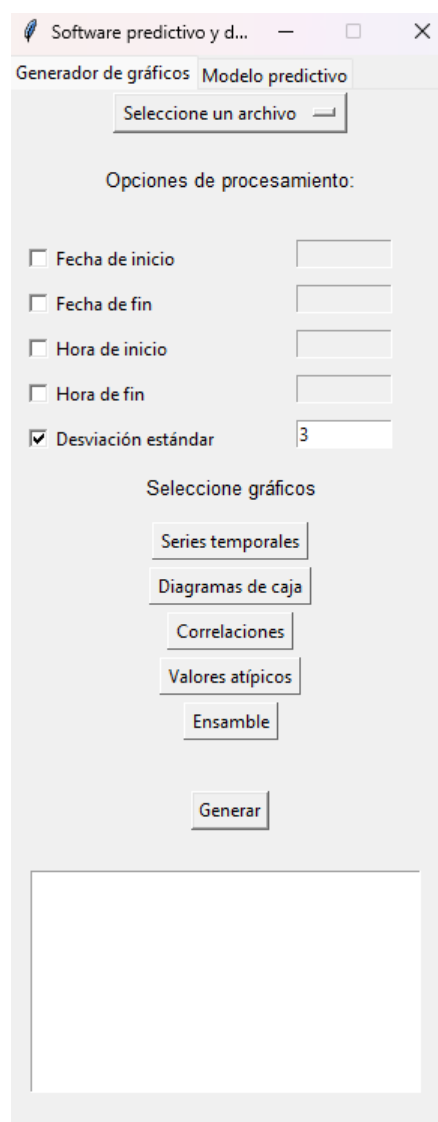 Software predictivo y d...
Generador de gráficos Modelo predictivo
Seleccione un archivo
Opciones de procesamiento:
Fecha de inicio
Fecha de fin
Hora de inicio
Hora de fin
Desviación estándar 3
Seleccione gráficos
Series temporales
Diagramas de caja
Correlaciones
Valores atípicos
Ensamble
Generar